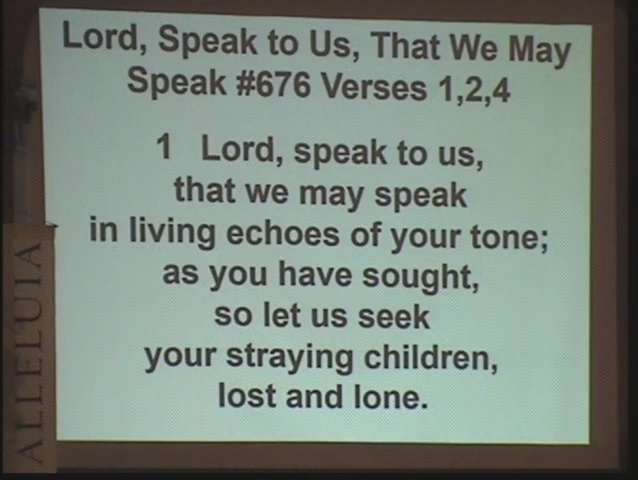 Lord, Speak to Us, That We May
Speak #676 Verses 1,2,4
1 Lord, speak to us,
that we may speak
in living echoes of your tone;
as you have sought,
so let us seek
your straying children,
lost and lone.
ALLELUIA